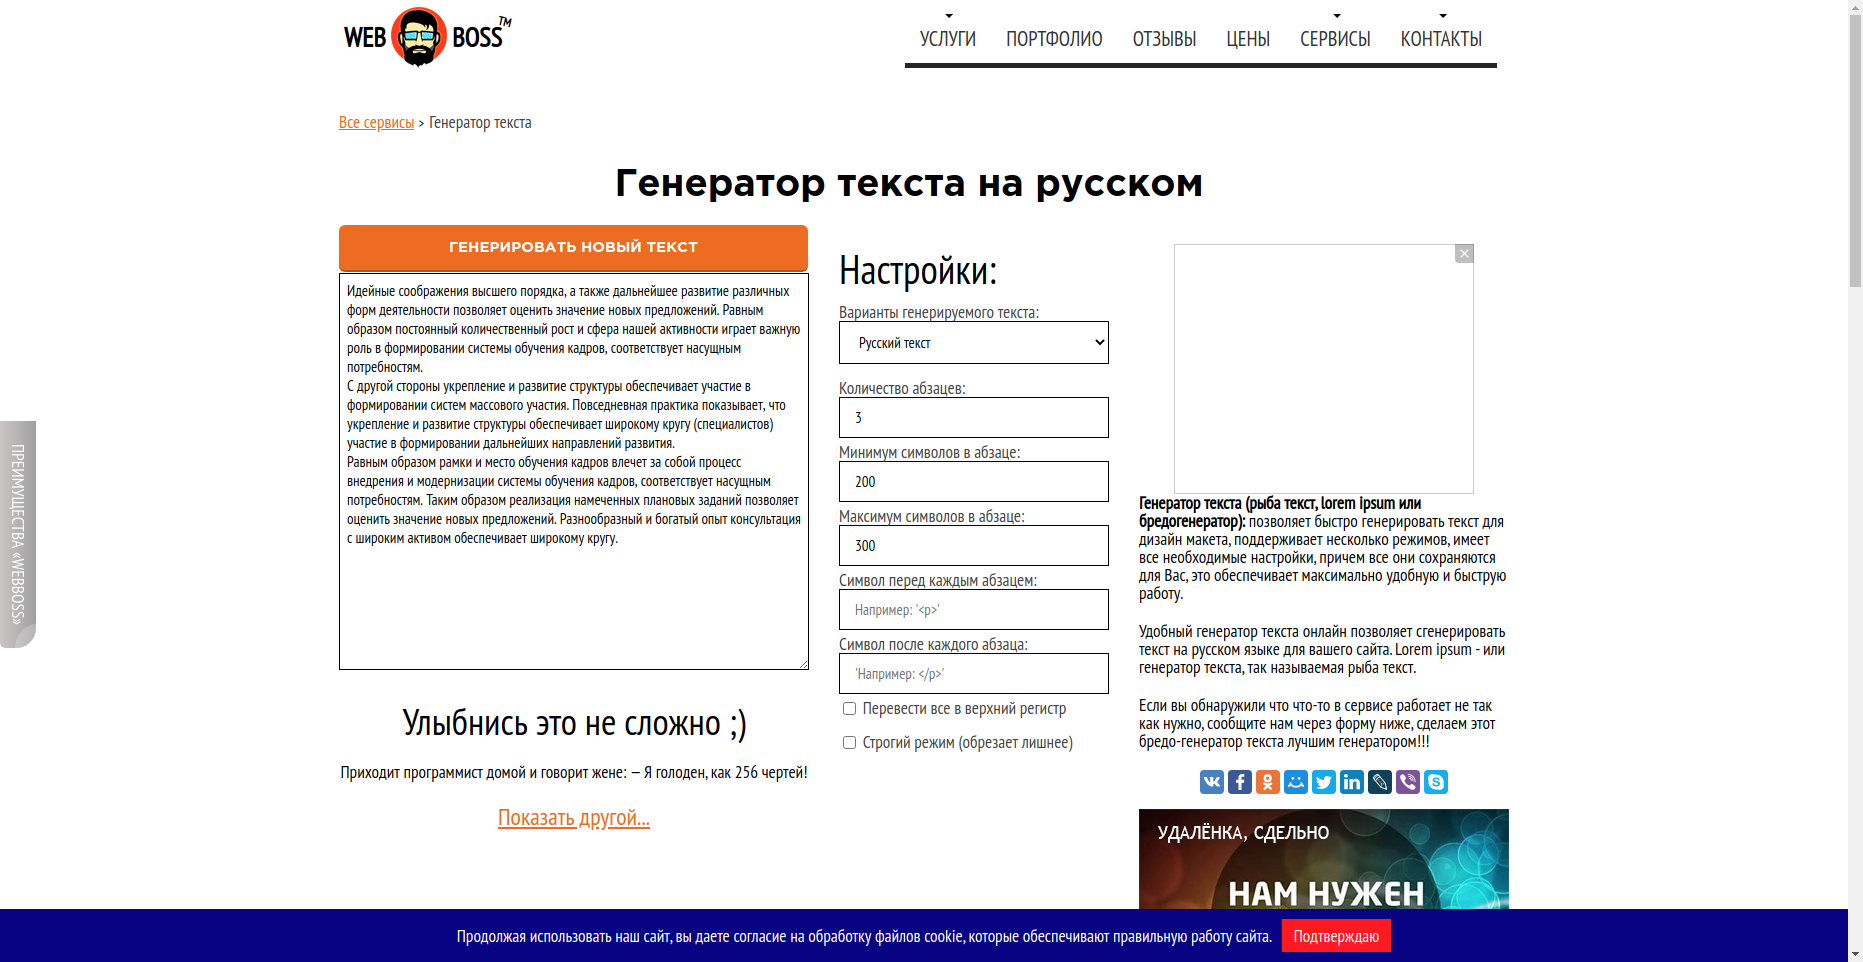 WEB BOSS TM
УСЛУГИ ПОРТФОЛИО ОТЗЫВЫ ЦЕНЫ СЕРВИСЫ КОНТАКТЫ
Все сервисы > Генератор текста
Генератор текста на русском
ГЕНЕРИРОВАТЬ НОВЫЙ ТЕКСТ
Идейные соображения высшего порядка, а также дальнейшее развитие различных
форм деятельности позволяет оценить значение новых предложений. Равным
образом постоянный количественный рост и сфера нашей активности играет важную
роль в формировании системы обучения кадров, соответствует насущным
потребностям.
С другой стороны укрепление и развитие структуры обеспечивает участие в
формировании систем массового участия. Повседневная практика показывает, что
укрепление и развитие структуры обеспечивает широкому кругу (специалистов)
участие в формировании дальнейших направлений развития.
Равным образом рамки и место обучения кадров влечет за собой процесс
внедрения и модернизации системы обучения кадров, соответствует насущным
потребностям. Таким образом реализация намеченных плановых заданий позволяет
оценить значение новых предложений. Разнообразный и богатый опыт консультация
с широким активом обеспечивает широкому кругу.
Улыбнись это не сложно ;)
Приходит программист домой и говорит жене: — Я голоден, как 256 чертей!
Показать другой...
Настройки:
Варианты генерируемого текста:
Русский текст
Количество абзацев:
3
Минимум символов в абзаце:
200
Максимум символов в абзаце:
300
Символ перед каждым абзацем:
Например: '<p>'
Символ после каждого абзаца:
'Например: </p>'
Перевести все в верхний регистр
Строгий режим (обрезает лишнее)
Генератор текста (рыба текст, lorem ipsum или
бредогенератор): позволяет быстро генерировать текст для
дизайн макета, поддерживает несколько режимов, имеет
все необходимые настройки, причем все они сохраняются
для Вас, это обеспечивает максимально удобную и быструю
работу.
Удобный генератор текста онлайн позволяет сгенерировать
текст на русском языке для вашего сайта. Lorem ipsum - или
генератор текста, так называемая рыба текст.
Если вы обнаружили что что-то в сервисе работает не так
как нужно, сообщите нам через форму ниже, сделаем этот
бредо-генератор текста лучшим генератором!!!
УДАЛЁНКА, СДЕЛЬНО
НАМ НУЖЕН
ПРЕИМУЩЕСТВА «WEBBOSS»
Продолжая использовать наш сайт, вы даете согласие на обработку файлов cookie, которые обеспечивают правильную работу сайта. Подтверждаю